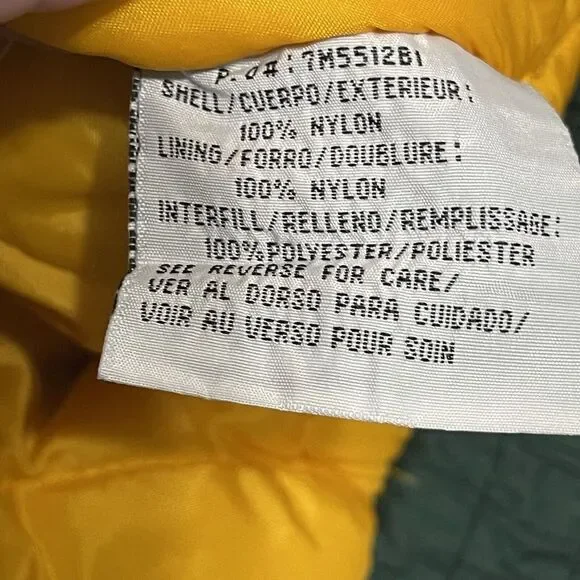 P.O#:7M5512B1
SHELL/CUERPO/EXTERIEUR:
100% NYLON
LINING/FORRO/DOUBLURE:
100% NYLON
INTERFILL/RELLENO/REMPLISSAGE:
100%POLYESTER/POLIESTER
SEE REVERSE FOR CARE/
VER AL DORSO PARA CUIDADO/
VOIR AU VERSO POUR SOIN